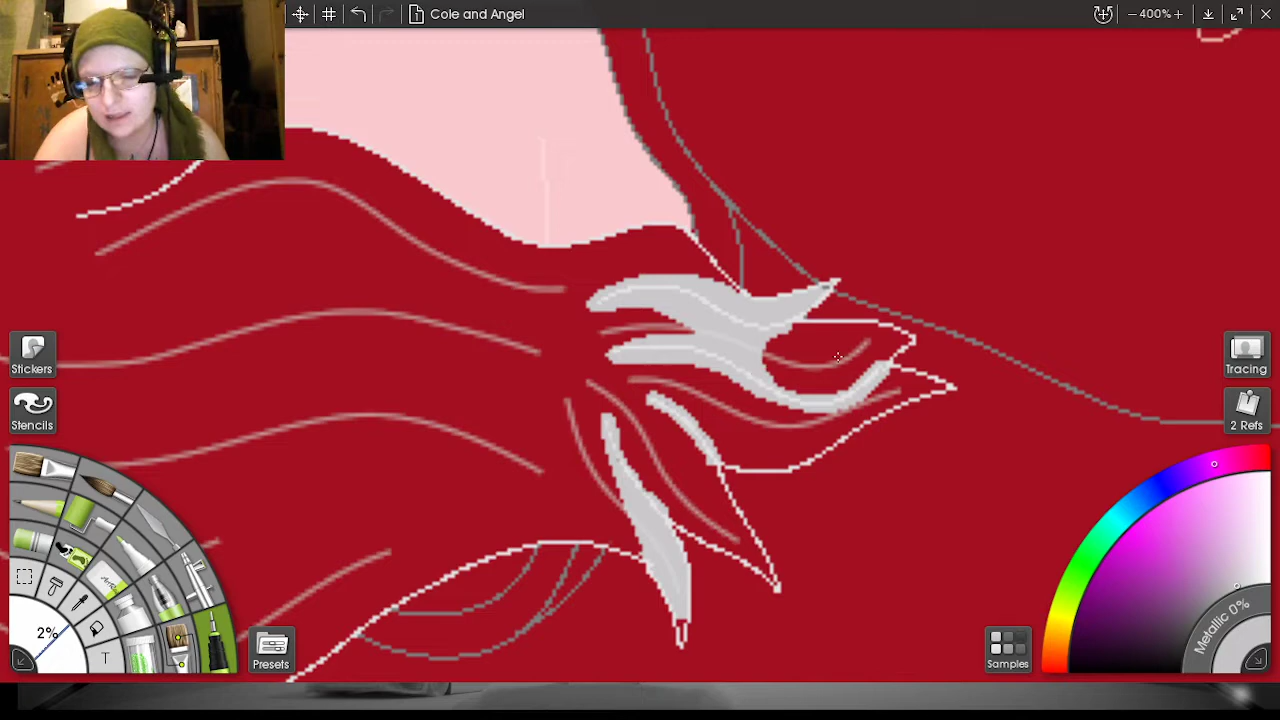 Cole and Angel
400%
Stickers
Stencils
Tracing
2 Refs
2%
T
Presets
Samples
Metallic 0%